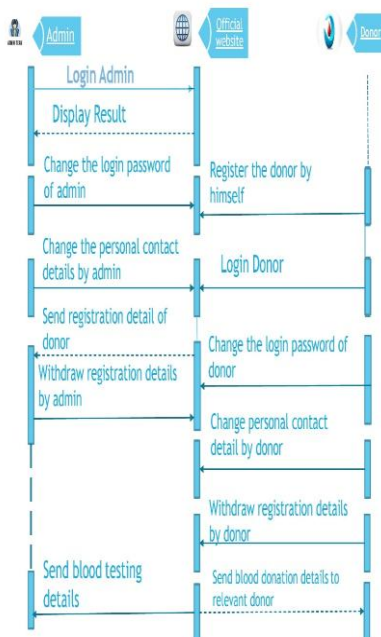 Admin
Official
website
Donor
Login Admin
Display Result
Change the login password
of admin
Register the donor by
himself
Change the personal contact
details by admin
Login Donor
Send registration detail of
donor
Change the login password of
donor
Withdraw registration details
by admin
Change personal contact
detail by donor
Withdraw registration details
by donor
Send blood testing
details
Send blood donation details to
relevant donor